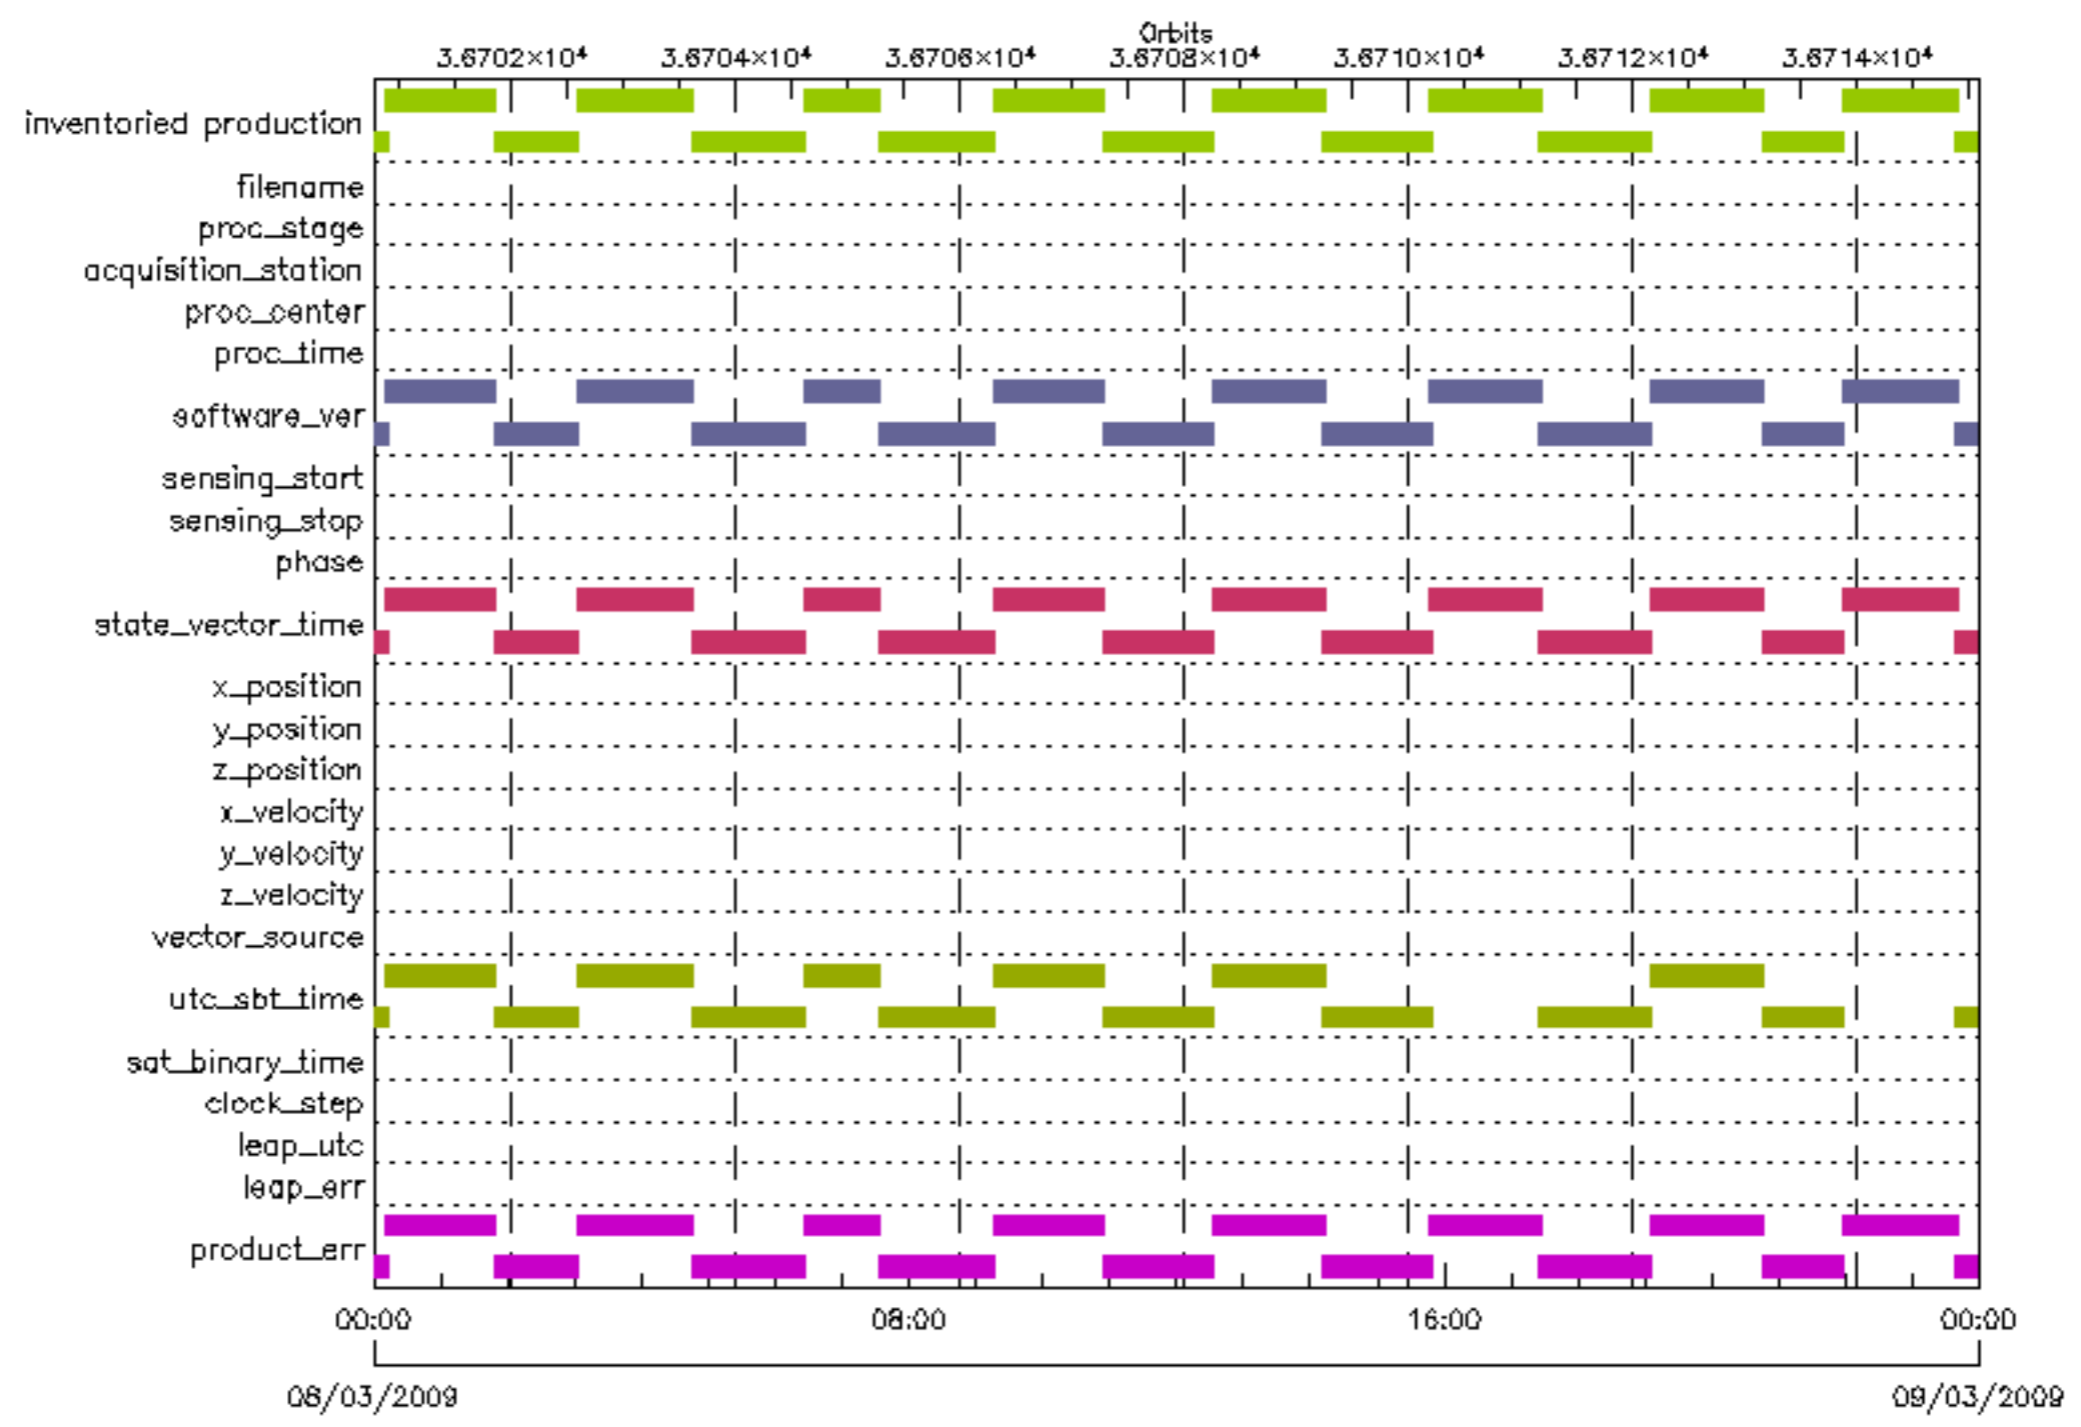 Orbits
3.6702×10⁴ 3.6704×10⁴ 3.6706×10⁴ 3.6708×10⁴ 3.6710×10⁴ 3.6712×10⁴ 3.6714×10⁴
inventoried production
filename
proc_stage
acquisition_station
proc_center
proc_time
software_ver
sensing_start
sensing_stop
phase
state_vector_time
x_position
y_position
z_position
x_velocity
y_velocity
z_velocity
vector_source
utc_sbt_time
sat_binary_time
clock_step
leap_utc
leap_err
product_err
00:00 08:00 16:00 00:00
08/03/2009 09/03/2009